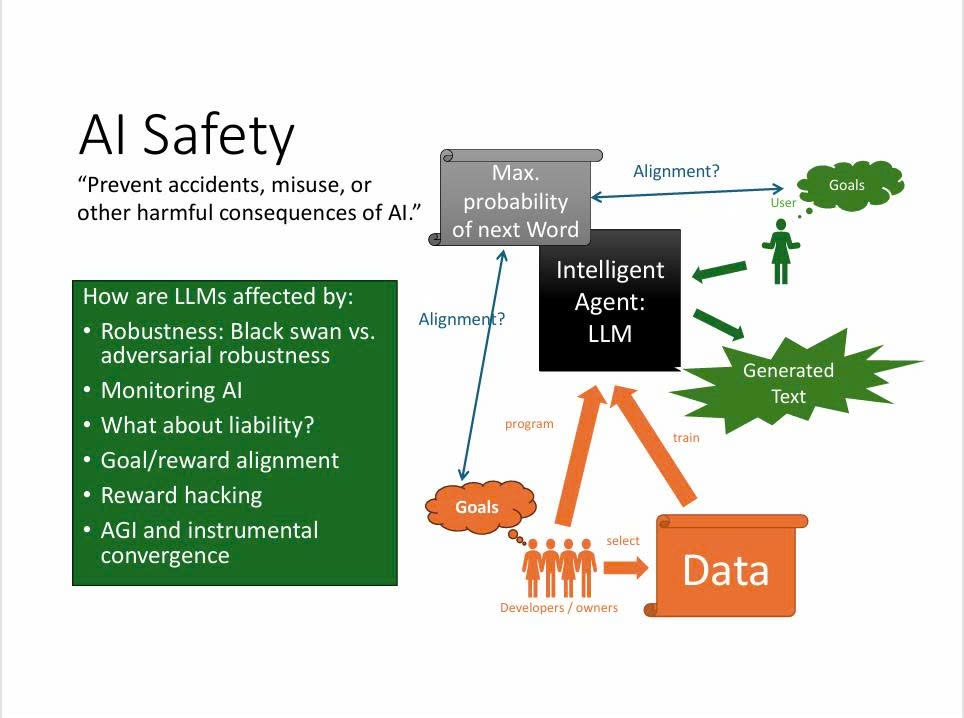 AI Safety
“Prevent accidents, misuse, or
other harmful consequences of AI.”
How are LLMs affected by:
• Robustness: Black swan vs.
adversarial robustness
• Monitoring AI
• What about liability?
• Goal/reward alignment
• Reward hacking
• AGI and instrumental
convergence
Max.
probability
of next Word
Alignment?
Goals
User
Intelligent
Agent:
LLM
Alignment?
Generated
Text
program
train
Goals
select
Data
Developers / owners